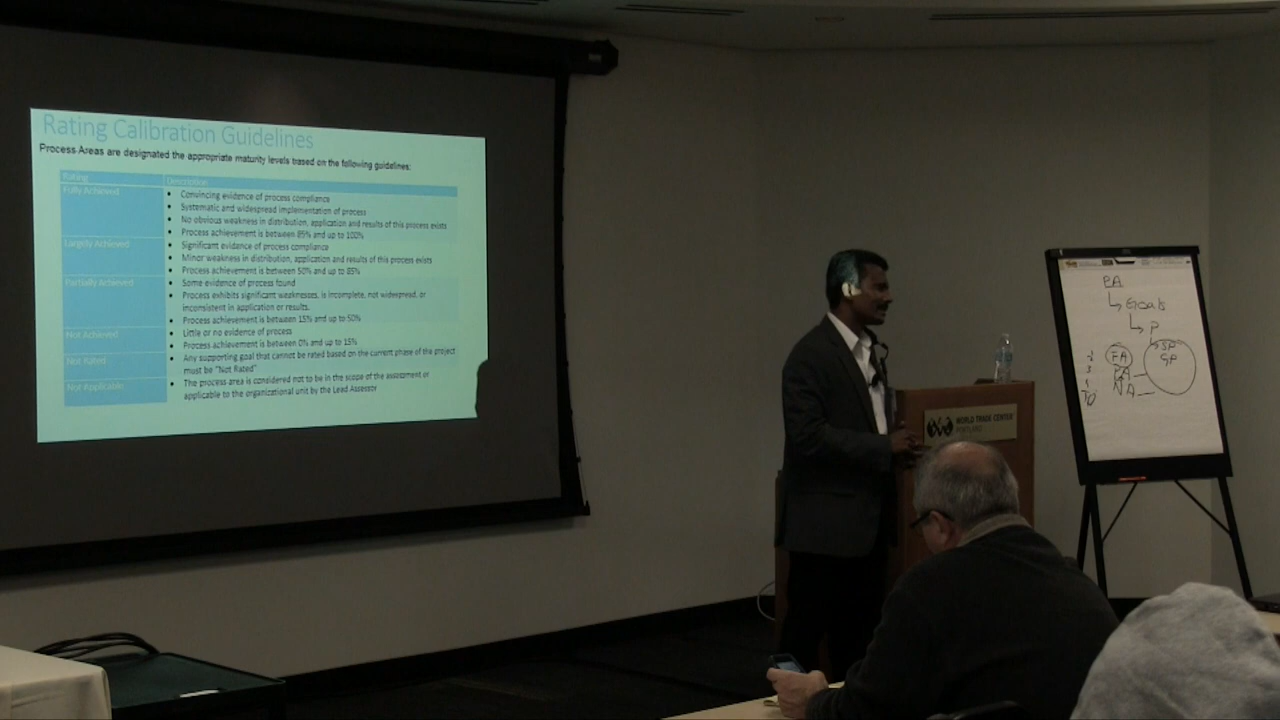 Rating Calibration Guidelines
Process Areas are designated the appropriate maturity levels based on the following guidelines:
Rating Description
Fully Achieved
• Convincing evidence of process compliance
• Systematic and widespread implementation of process
• No obvious weakness in distribution, application and results of this process exists
• Process achievement is between 85% and up to 100%
Largely Achieved
• Significant evidence of process compliance
• Minor weakness in distribution, application and results of this process exists
• Process achievement is between 50% and up to 85%
Partially Achieved
• Some evidence of process found
• Process exhibits significant weaknesses, is incomplete, not widespread, or
inconsistent in application or results.
• Process achievement is between 15% and up to 50%
Not Achieved
• Little or no evidence of process
• Process achievement is between 0% and up to 15%
Not Rated
• Any supporting goal that cannot be rated based on the current phase of the project
must be "Not Rated"
Not Applicable
• The process area is considered not to be in the scope of the assessment or
applicable to the organizational unit by the Lead Assessor
WORLD TRADE CENTER
PORTLAND
PA
Goals
P
SP
GP
FA
NA